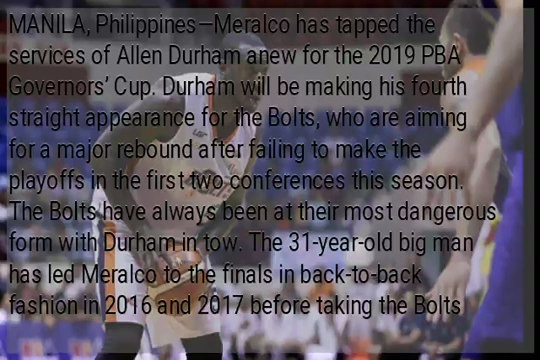 MANILA, Philippines—Meralco has tapped the
services of Allen Durham anew for the 2019 PBA
Governors’ Cup. Durham will be making his fourth
straight appearance for the Bolts, who are aiming
for a major rebound after failing to make the
playoffs in the first two conferences this season.
The Bolts have always been at their most dangerous
form with Durham in tow. The 31-year-old big man
has led Meralco to the finals in back-to-back
fashion in 2016 and 2017 before taking the Bolts